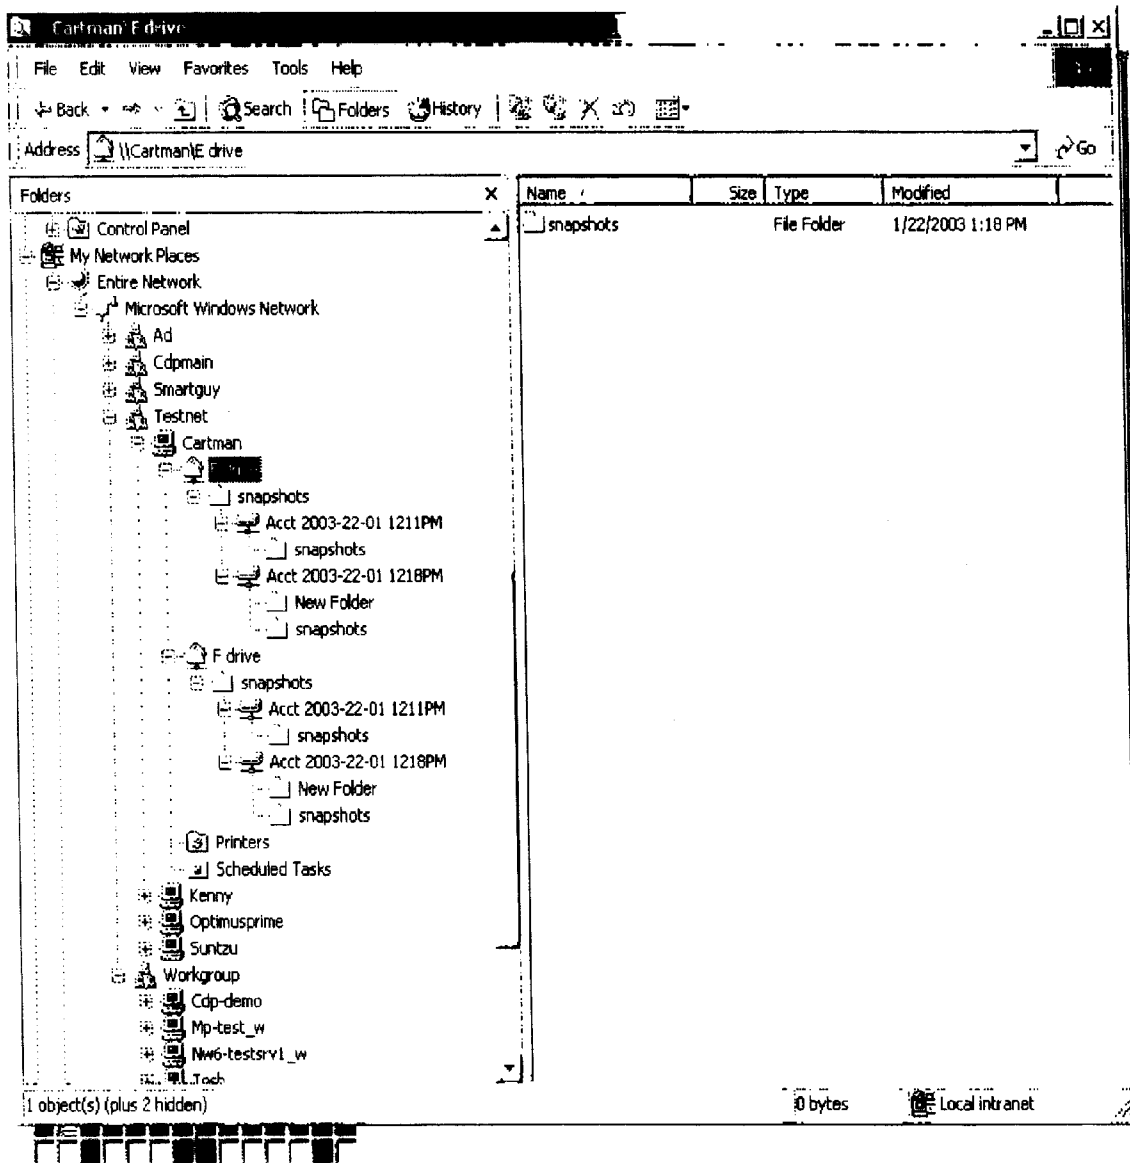 Cartman\ E drive
File Edit View Favorites Tools Help
Back Search Folders History
Address \\Cartman\E drive Go
Folders X Name Size Type Modified
Control Panel snapshots File Folder 1/22/2003 1:18 PM
My Network Places
Entire Network
Microsoft Windows Network
Ad
Cdpmain
Smartguy
Testnet
Cartman
snapshots
Acct 2003-22-01 1211PM
snapshots
Acct 2003-22-01 1218PM
New Folder
snapshots
F drive
snapshots
Acct 2003-22-01 1211PM
snapshots
Acct 2003-22-01 1218PM
New Folder
snapshots
Printers
Scheduled Tasks
Kenny
Optimusprime
Suntzu
Workgroup
Cdp-demo
Mp-test_w
Nw6-testsrv1_w
1 object(s) (plus 2 hidden) 0 bytes Local intranet